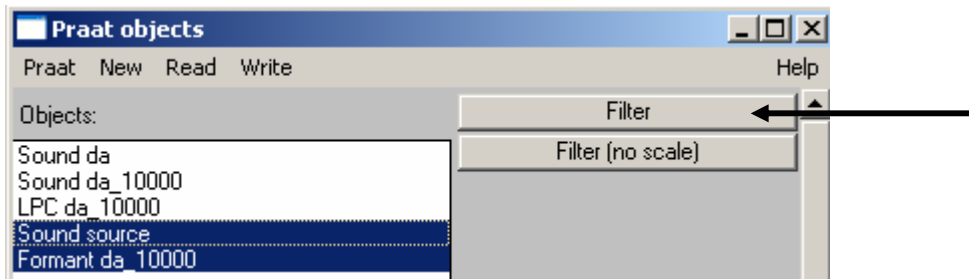 Praat objects
Praat New Read Write Help
Objects:
Filter
Filter (no scale)
Sound da
Sound da_10000
LPC da_10000
Sound source
Formant da_10000